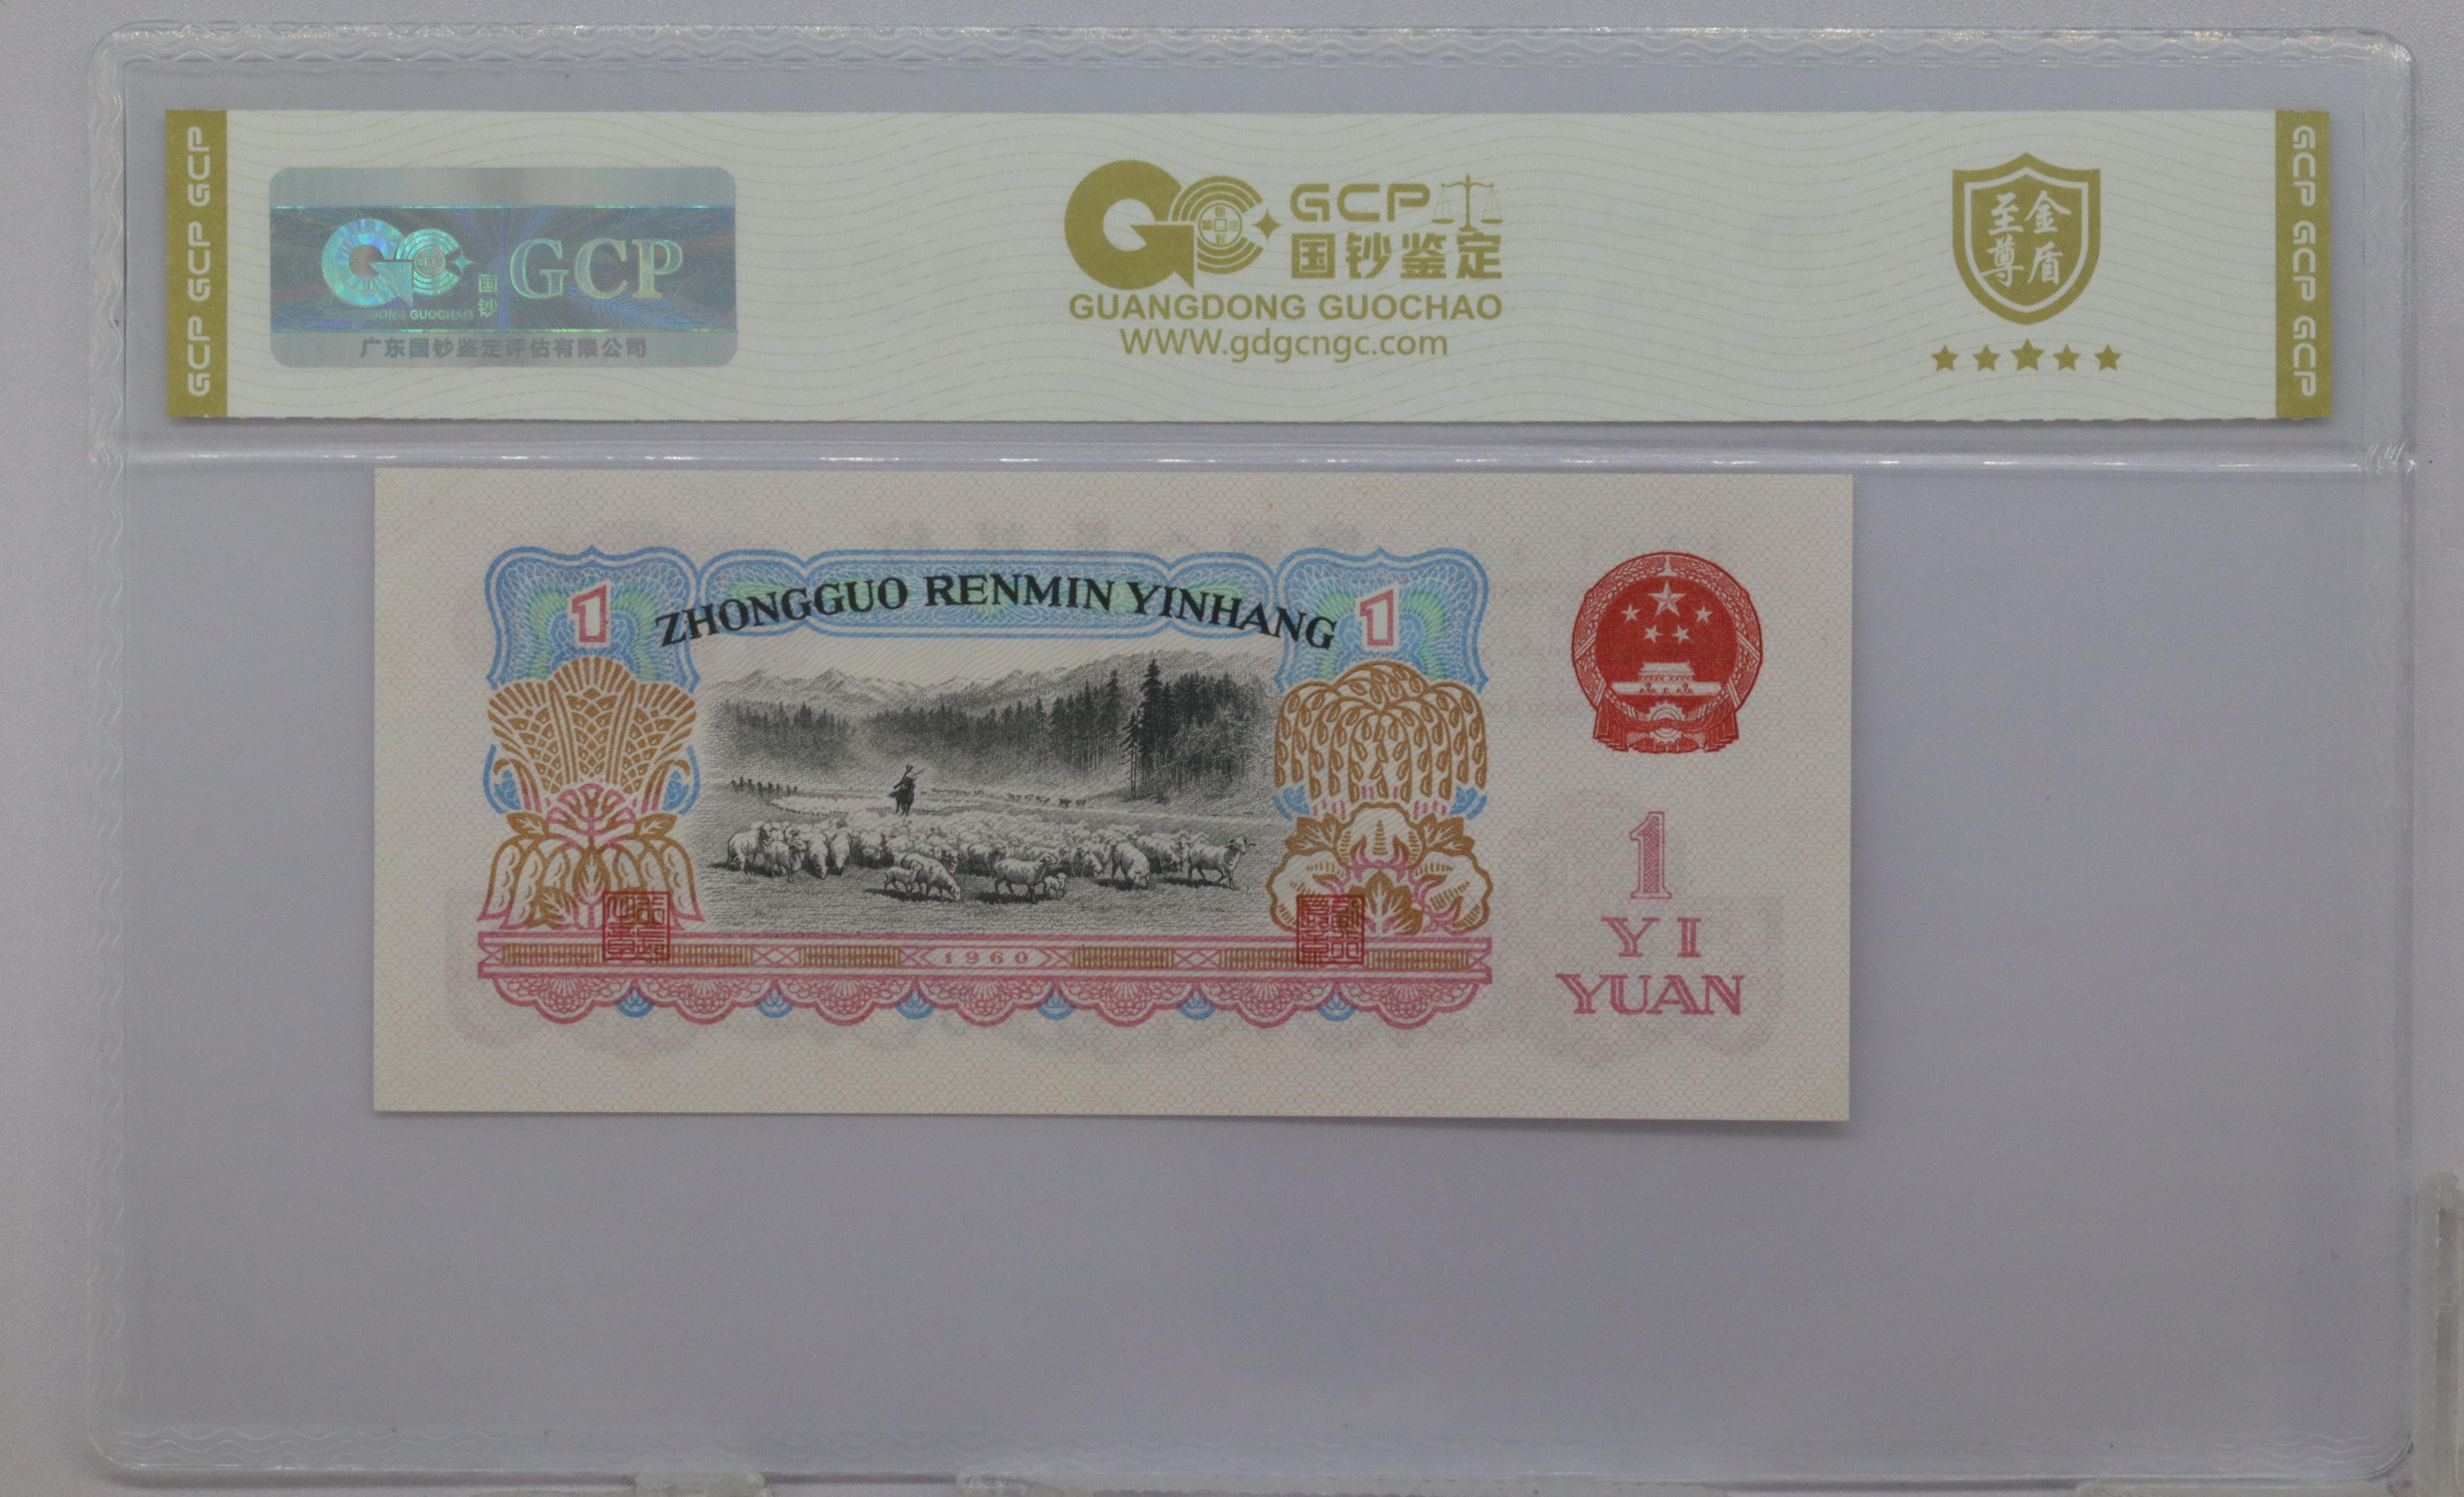 GCP GCP GCP
GCP
国钞
GUANGDONG GUOCHAO
广东国钞鉴定评估有限公司
GCP
国钞鉴定
GUANGDONG GUOCHAO
WWW.gdgcngc.com
至尊金盾
GCP GCP GCP
1 ZHONGGUO RENMIN YINHANG 1
1960
1
YI
YUAN